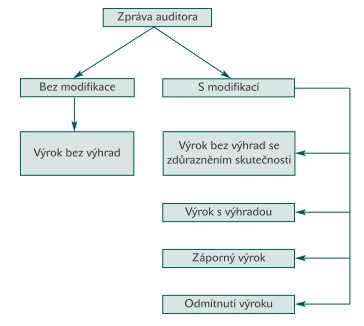 Zpráva auditora
Bez modifikace
S modifikací
Výrok bez výhrad
Výrok bez výhrad se
zdůrazněním skutečnosti
Výrok s výhradou
Záporný výrok
Odmítnutí výroku